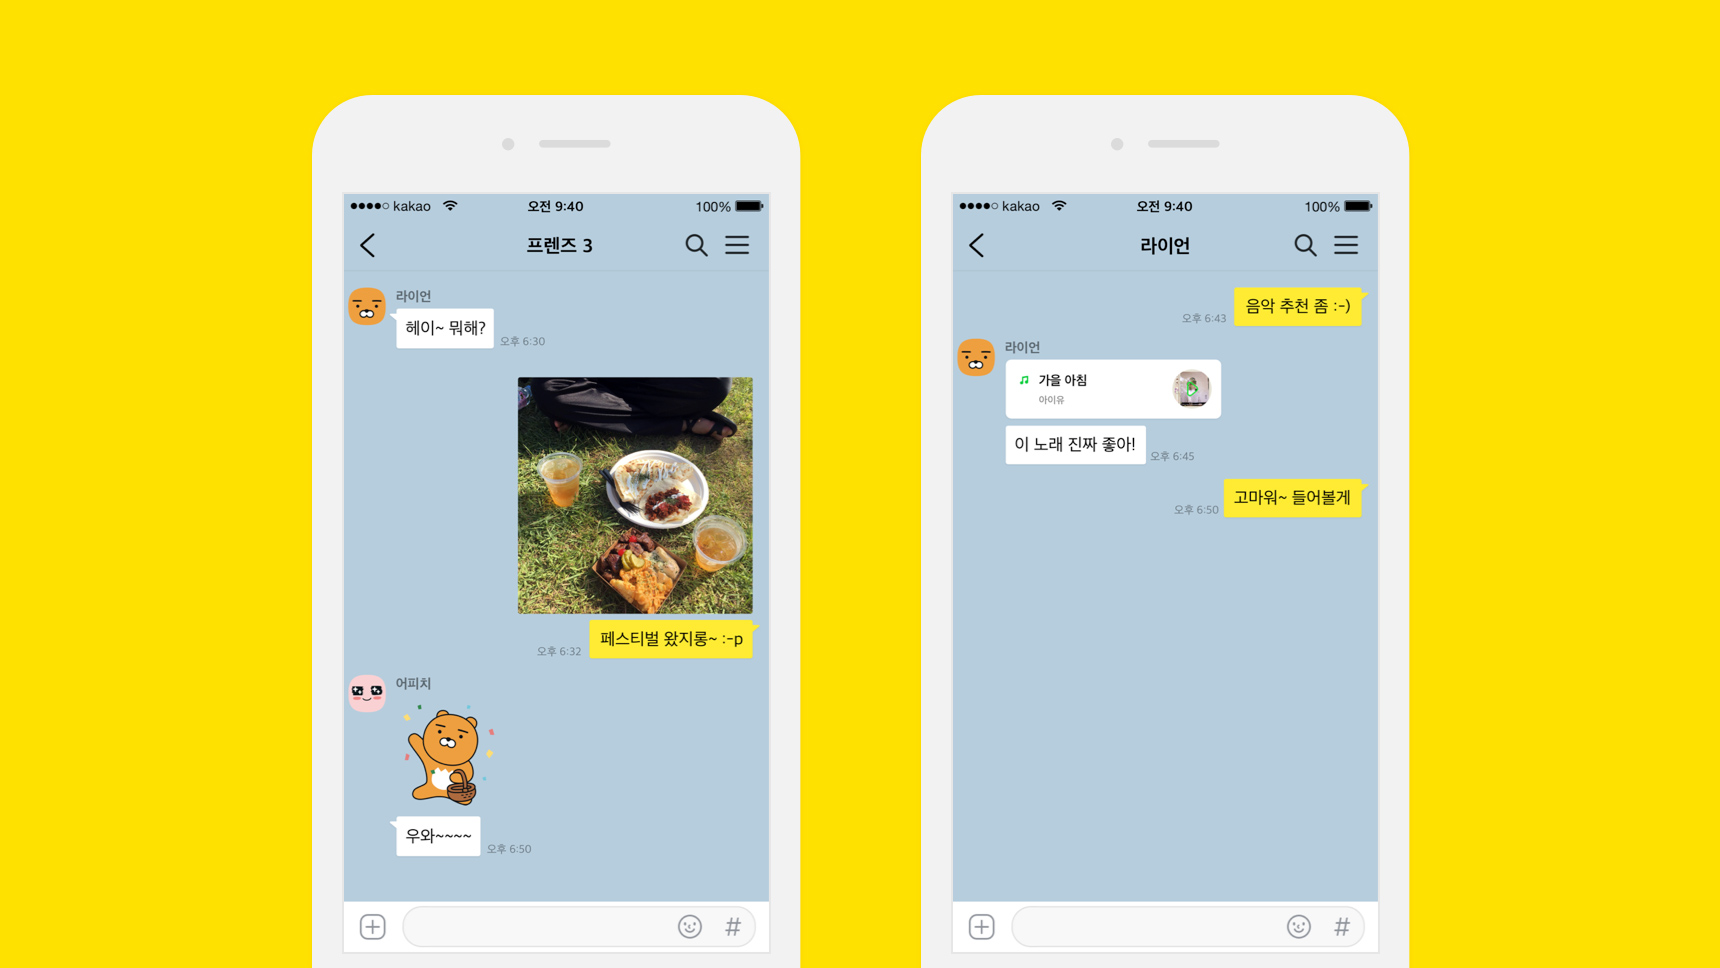 kakao 오전 9:40 100%
프렌즈 3
라이언
헤이~ 뭐해?
오후 6:30
페스티벌 왔지롱~ :-p
오후 6:32
어피치
우와~~~~
오후 6:50
#
kakao 오전 9:40 100%
라이언
음악 추천 좀 :-)
오후 6:43
라이언
가을 아침
아이유
이 노래 진짜 좋아!
오후 6:45
고마워~ 들어볼게
오후 6:50
#